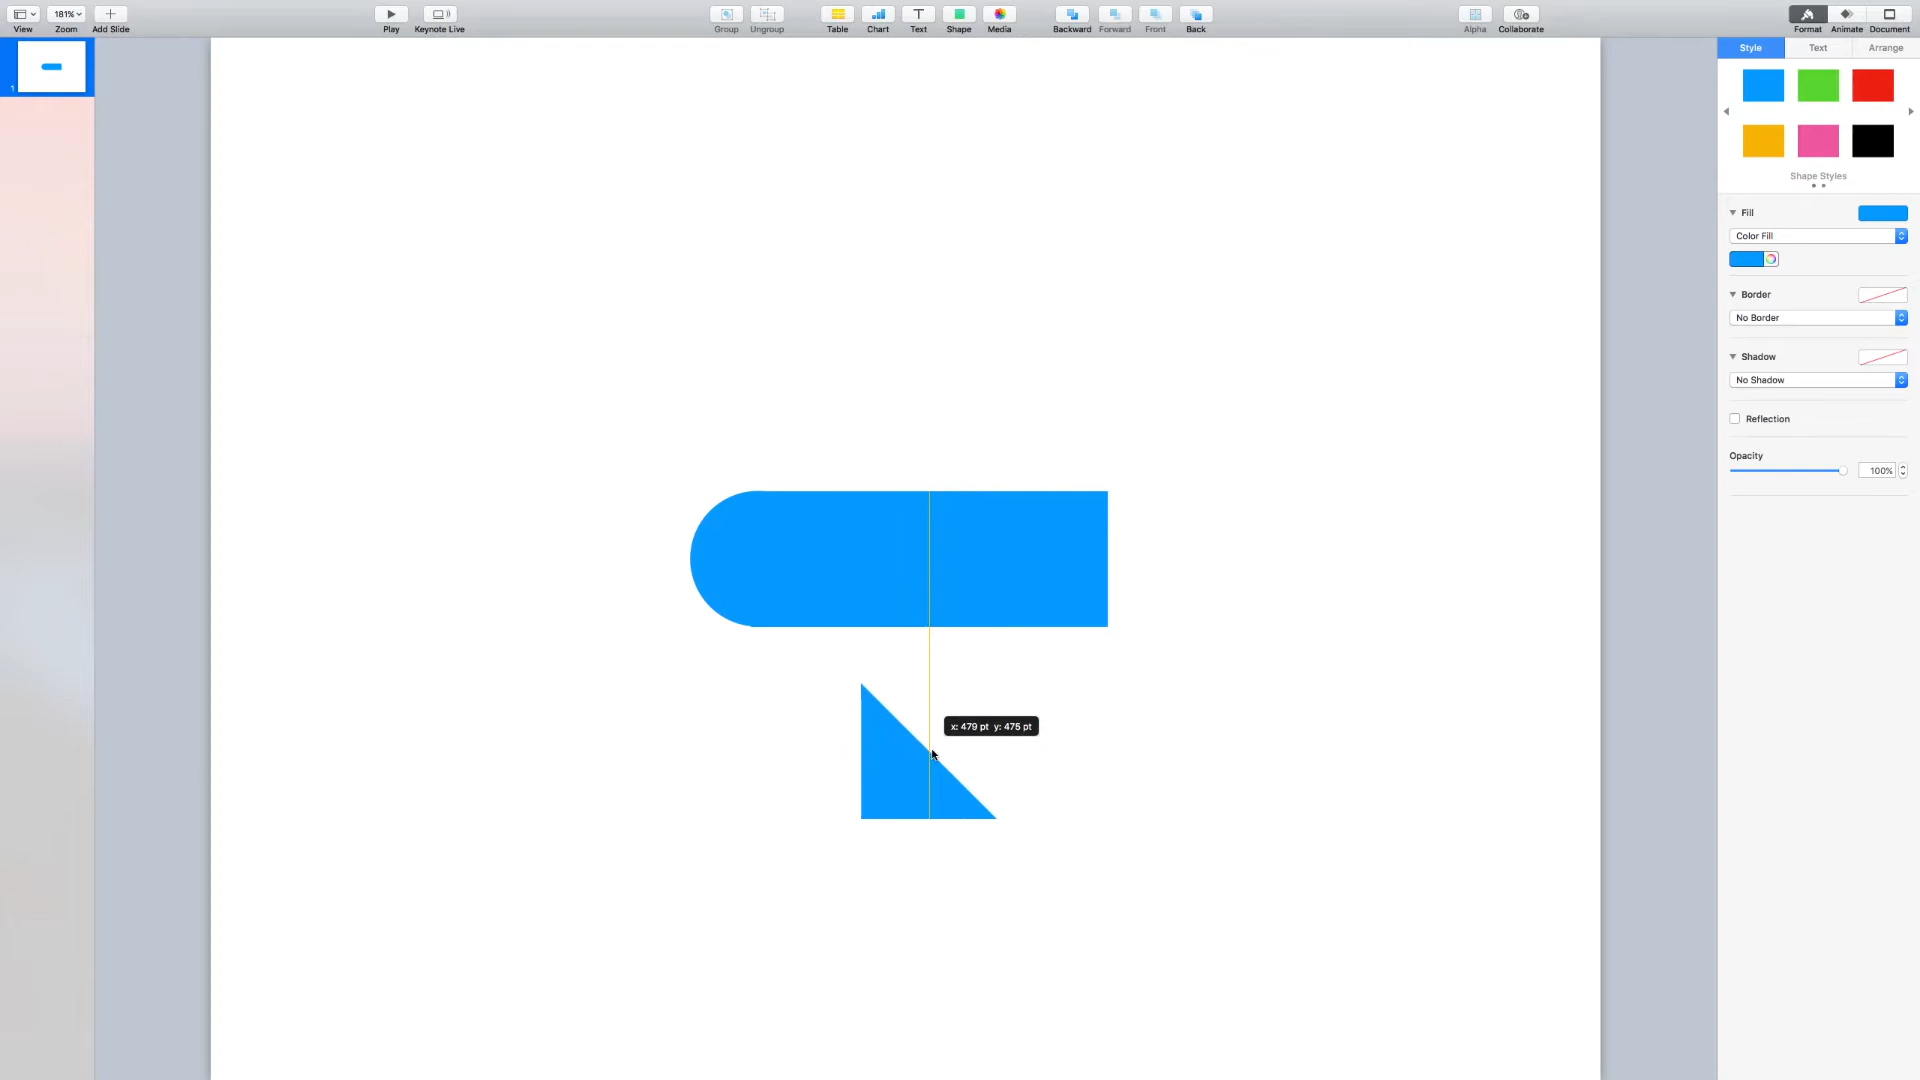 181%
View
Zoom
Add Slide
Play
Keynote Live
Group
Ungroup
Table
Chart
Text
Shape
Media
Backward
Forward
Front
Back
Alpha
Collaborate
Format
Animate
Document
Style
Text
Arrange
1
Shape Styles
Fill
Color Fill
Border
No Border
Shadow
No Shadow
Reflection
Opacity
100%
x: 479 pt y: 475 pt